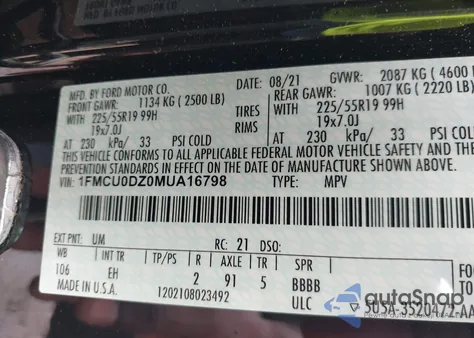 MFD. BY FORD MOTOR CO.
08/21
GVWR: 2087 KG (4600
FRONT GAWR: 1134 KG (2500 LB)
REAR GAWR: 1007 KG (2220 LB)
WITH 225/55R19 99H TIRES WITH 225/55R19 99H
19x7.0J RIMS 19x7.0J
AT 230 kPa/ 33 PSI COLD AT 230 kPa/ 33 PSI COLD
THIS VEHICLE CONFORMS TO ALL APPLICABLE FEDERAL MOTOR VEHICLE
SAFETY, BUMPER, AND THEFT PREVENTION STANDARDS IN EFFECT ON THE
DATE OF MANUFACTURE SHOWN ABOVE.
VIN: 1FMCU0DZ0MUA16798 TYPE: MPV
EXT PNT: UM RC: 21 DSO:
WB INT TR TP/PS R AXLE TR SPR
106 EH 2 91 5 BBBB
1202108023492 ULC 5U5A-3520472-AA
autoSnap